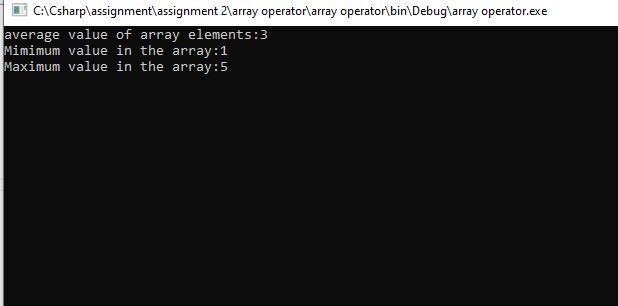 C:\Csharp\assignment\assignment 2\array operator\array operator\bin\Debug\array operator.exe
average value of array elements:3
Mimimum value in the array:1
Maximum value in the array:5